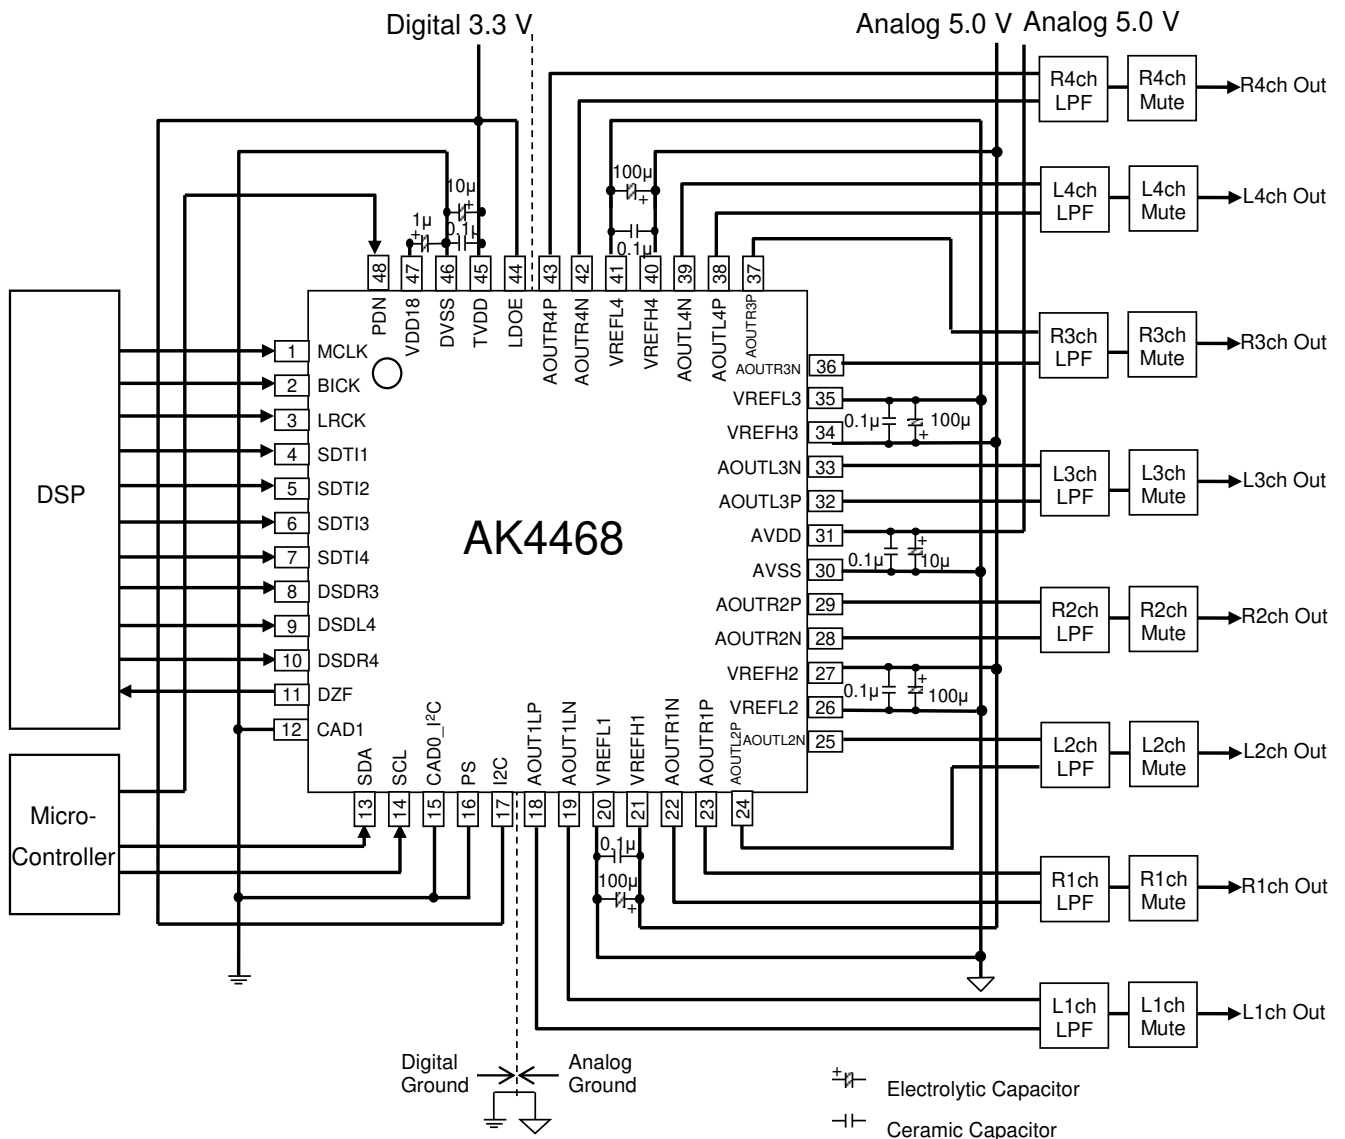 Digital 3.3 V
Analog 5.0 V
Analog 5.0 V
R4ch
LPF
R4ch
Mute
R4ch Out
L4ch
LPF
L4ch
Mute
L4ch Out
R3ch
LPF
R3ch
Mute
R3ch Out
L3ch
LPF
L3ch
Mute
L3ch Out
R2ch
LPF
R2ch
Mute
R2ch Out
L2ch
LPF
L2ch
Mute
L2ch Out
R1ch
LPF
R1ch
Mute
R1ch Out
L1ch
LPF
L1ch
Mute
L1ch Out
10µ
+
1µ
+
0.1µ
100µ
+
0.1µ
48
47
46
45
44
43
42
41
40
39
38
37
PDN
VDD18
DVSS
TVDD
LDOE
AOUTR4P
AOUTR4N
VREFL4
VREFH4
AOUTL4N
AOUTL4P
AOUTR3P
DSP
1 MCLK
2 BICK
3 LRCK
4 SDTI1
5 SDTI2
6 SDTI3
7 SDTI4
8 DSDR3
9 DSDL4
10 DSDR4
11 DZF
12 CAD1
AK4468
AOUTR3N 36
VREFL3 35
VREFH3 34
AOUTL3N 33
AOUTL3P 32
AVDD 31
AVSS 30
AOUTR2P 29
AOUTR2N 28
VREFH2 27
VREFL2 26
AOUTL2N 25
0.1µ
100µ
+
0.1µ
+
10µ
0.1µ
+
100µ
SDA
SCL
CAD0_I²C
PS
I2C
AOUT1LP
AOUT1LN
VREFL1
VREFH1
AOUTR1N
AOUTR1P
AOUTL2P
13
14
15
16
17
18
19
20
21
22
23
24
0.1µ
100µ
+
Micro-
Controller
Digital
Ground
Analog
Ground
+
Electrolytic Capacitor
Ceramic Capacitor